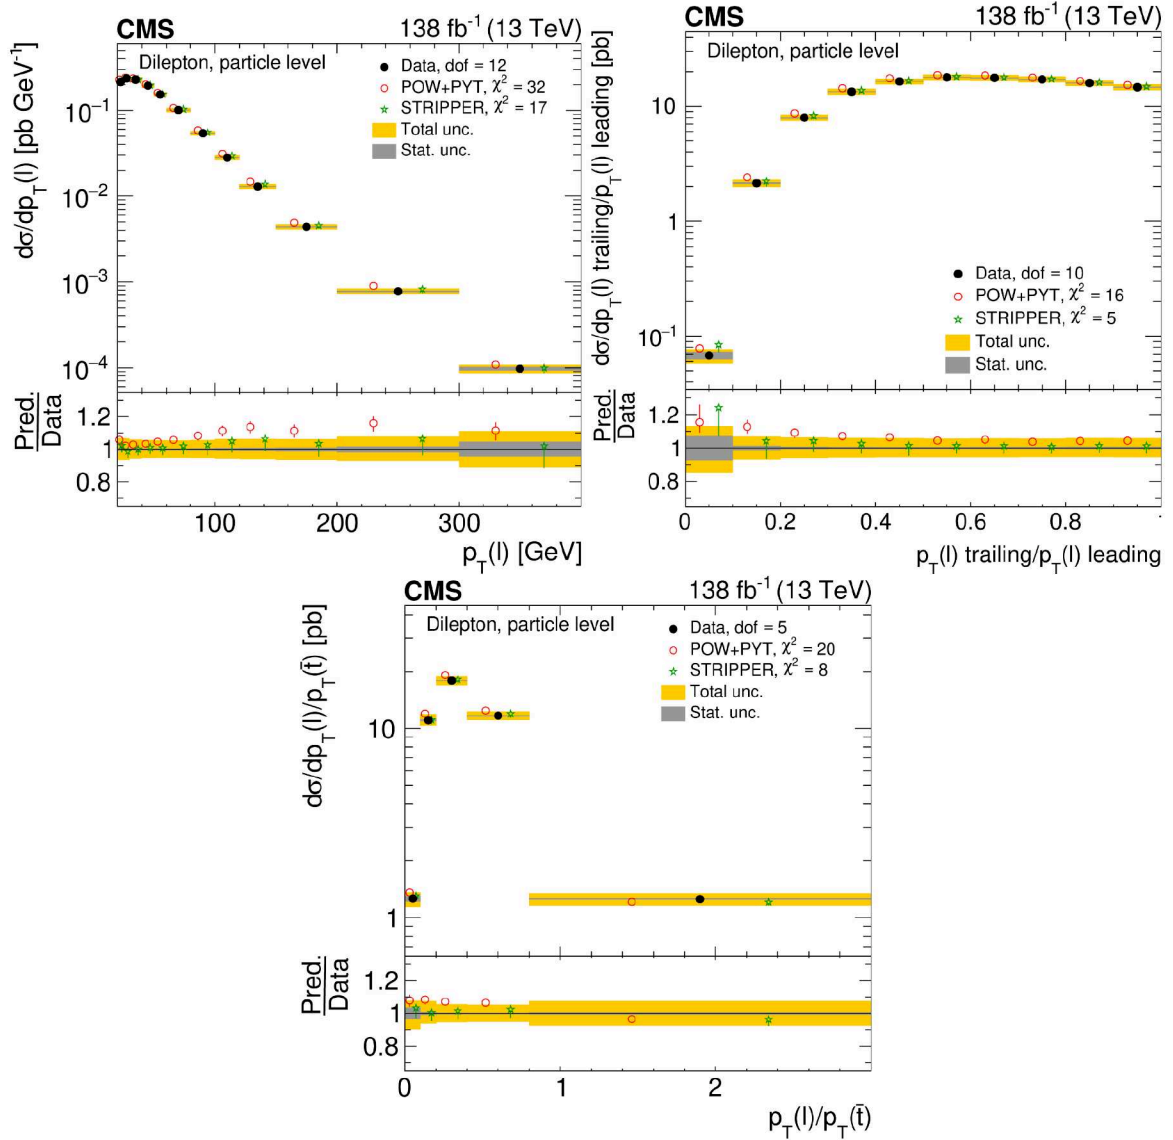 CMS 138 fb⁻¹ (13 TeV)
Dilepton, particle level
Data, dof = 12
POW+PYT, χ² = 32
STRIPPER, χ² = 17
Total unc.
Stat. unc.
dσ/dp_T(l) [pb GeV⁻¹]
10⁻¹
10⁻²
10⁻³
10⁻⁴
Pred.
Data
1.2
1
0.8
100 200 300
p_T(l) [GeV]
CMS 138 fb⁻¹ (13 TeV)
Dilepton, particle level
dσ/dp_T(l) trailing/p_T(l) leading [pb]
10
1
10⁻¹
Data, dof = 10
POW+PYT, χ² = 16
STRIPPER, χ² = 5
Total unc.
Stat. unc.
Pred.
Data
1.2
1
0.8
0 0.2 0.4 0.6 0.8 1
p_T(l) trailing/p_T(l) leading
CMS 138 fb⁻¹ (13 TeV)
Dilepton, particle level
Data, dof = 5
POW+PYT, χ² = 20
STRIPPER, χ² = 8
Total unc.
Stat. unc.
dσ/dp_T(l)/p_T(t̄) [pb]
10
1
Pred.
Data
1.2
1
0.8
0 1 2
p_T(l)/p_T(t̄)